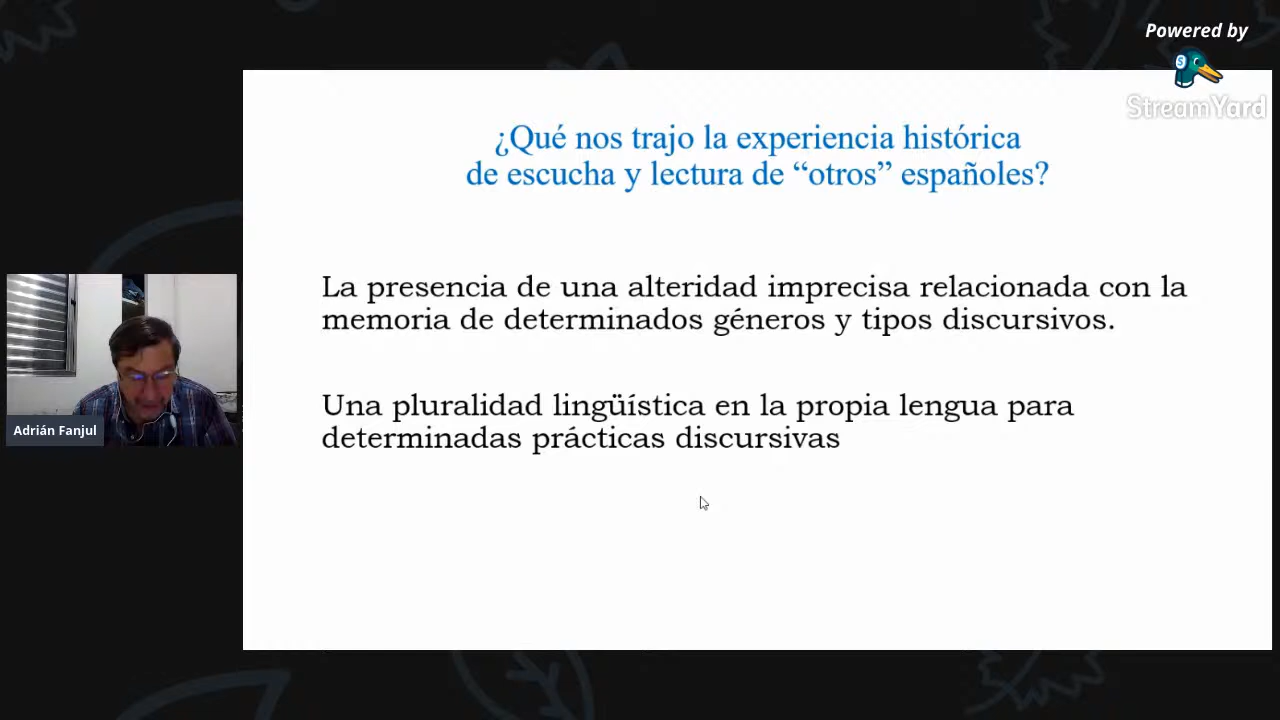 Powered by
StreamYard
¿Qué nos trajo la experiencia histórica
de escucha y lectura de “otros” españoles?
La presencia de una alteridad imprecisa relacionada con la
memoria de determinados géneros y tipos discursivos.
Una pluralidad lingüística en la propia lengua para
determinadas prácticas discursivas
Adrián Fanjul